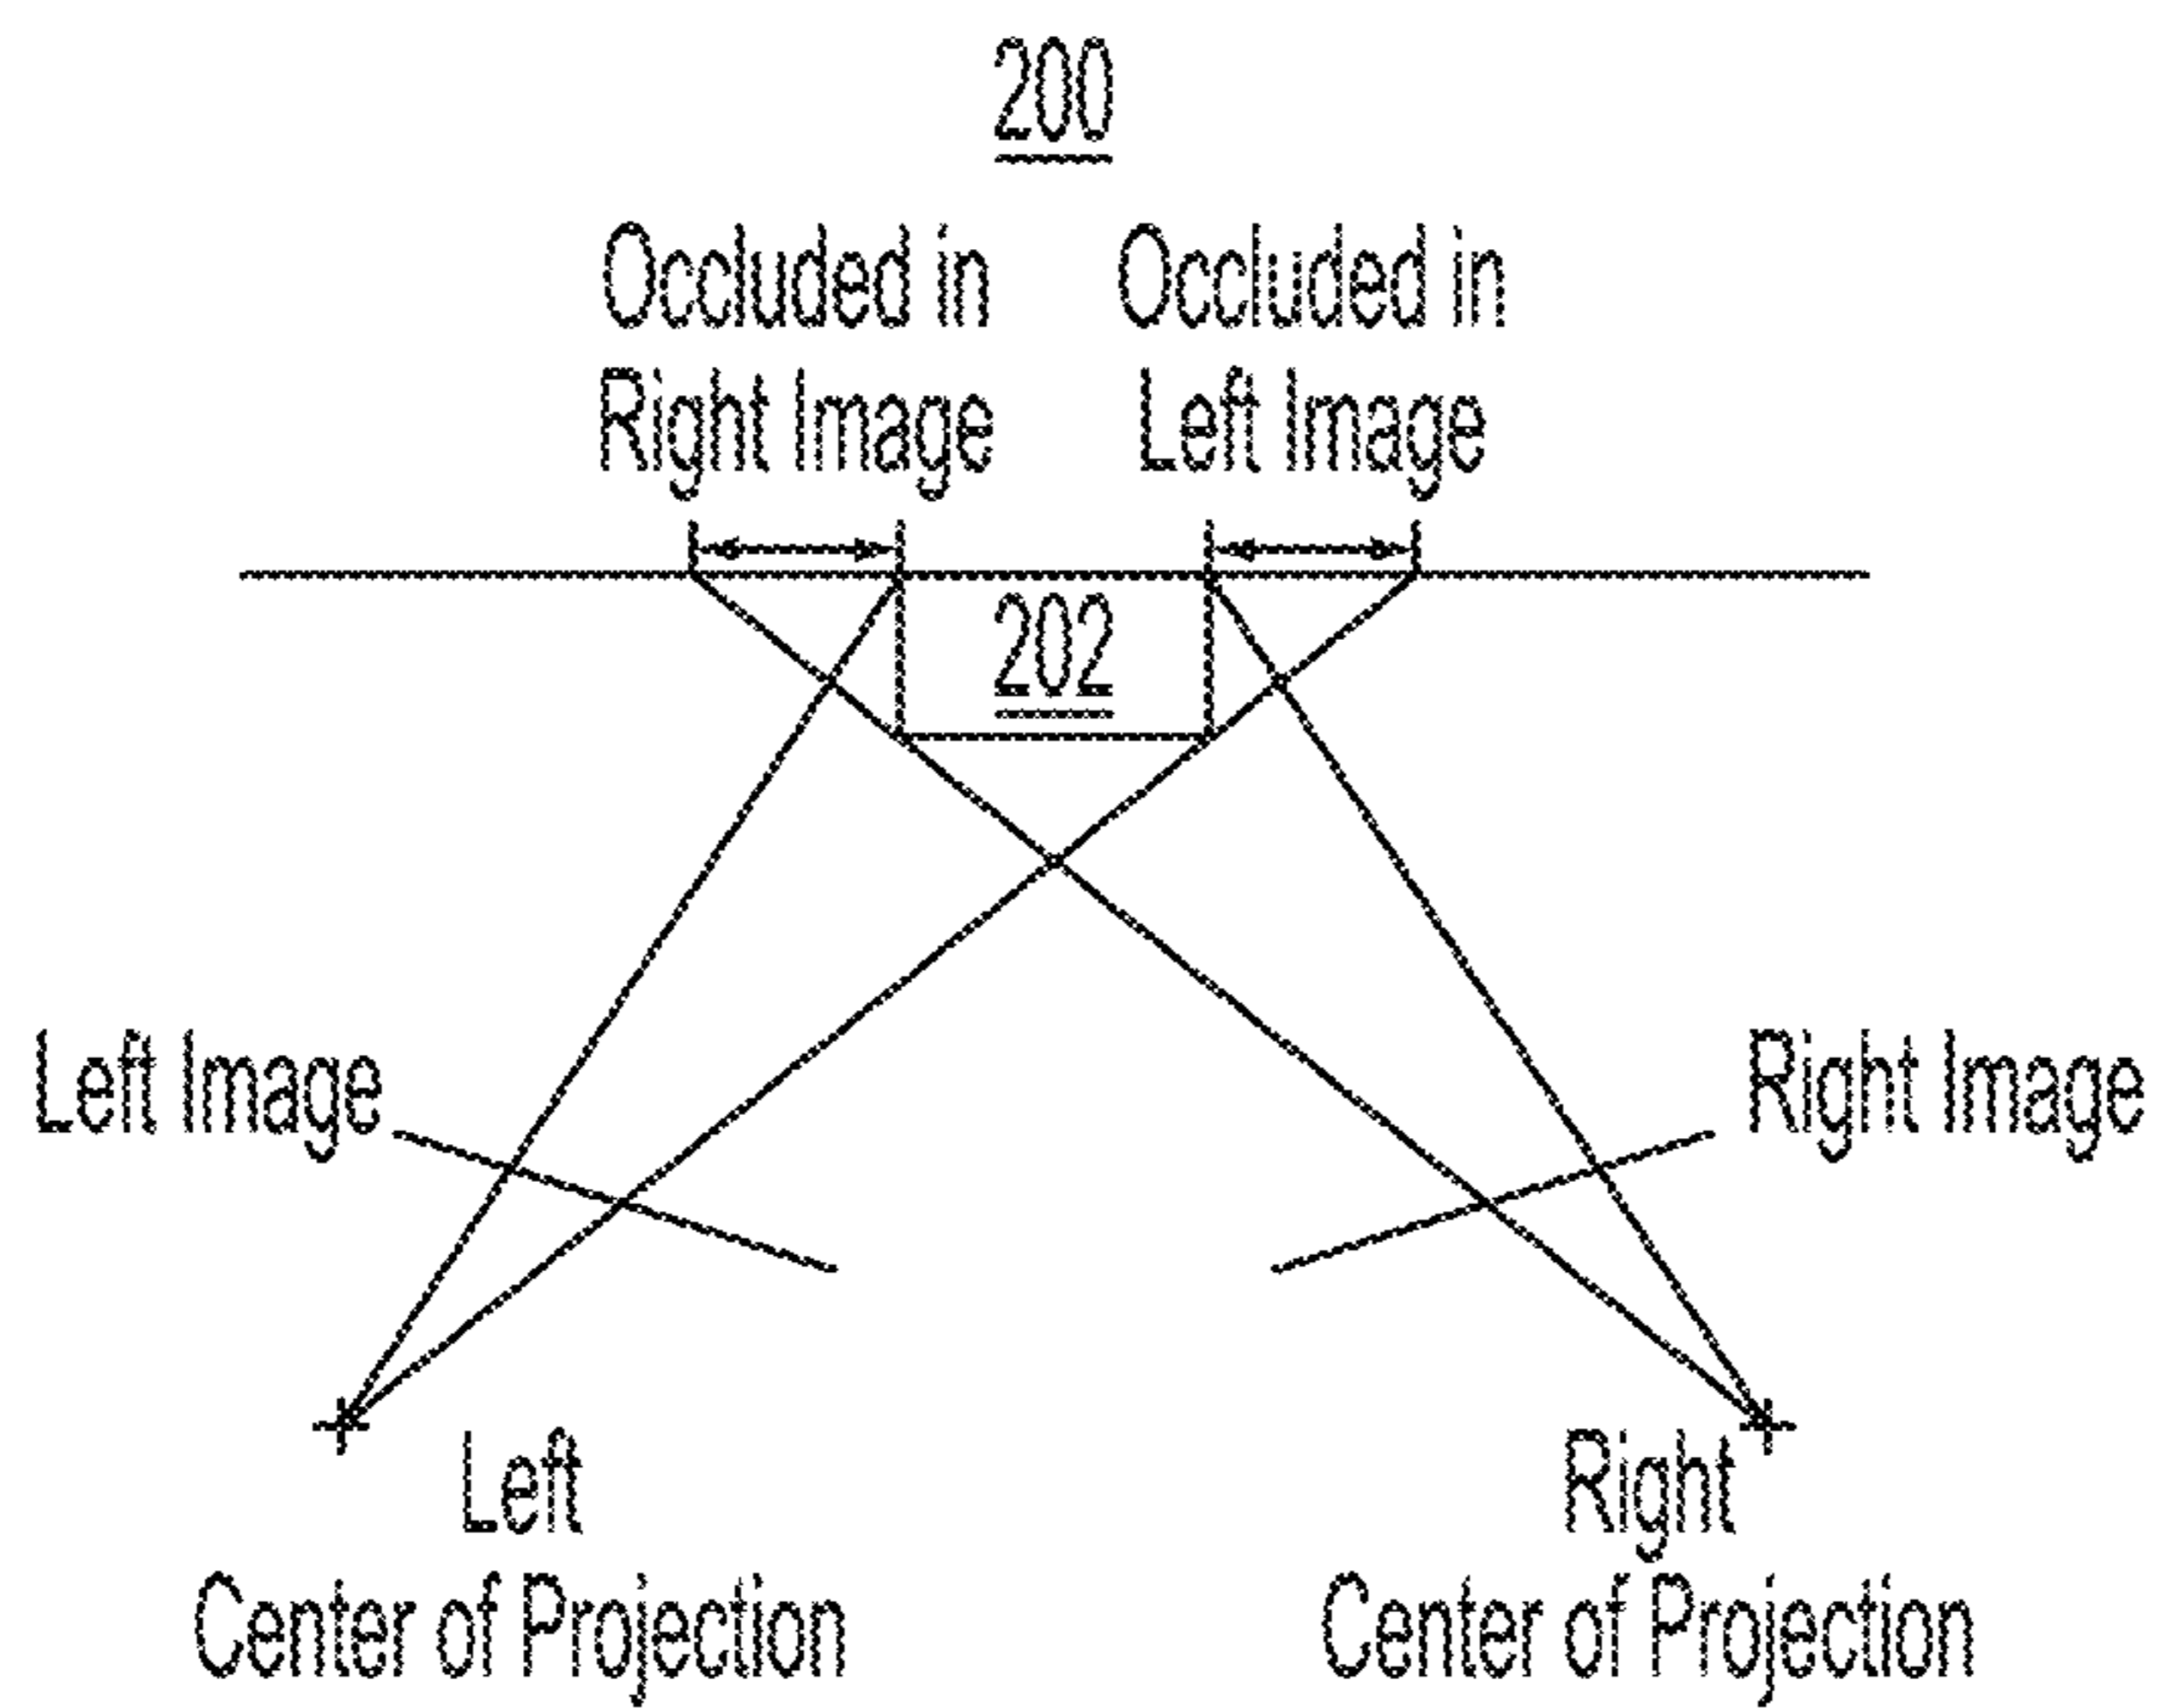 200
Occluded in
Right Image
Occluded in
Left Image
202
Left Image
Right Image
Left
Center of Projection
Right
Center of Projection